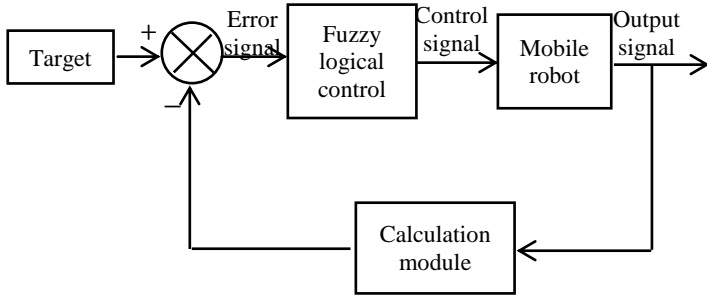 Target
+
−
Error
signal
Fuzzy
logical
control
Control
signal
Mobile
robot
Output
signal
Calculation
module